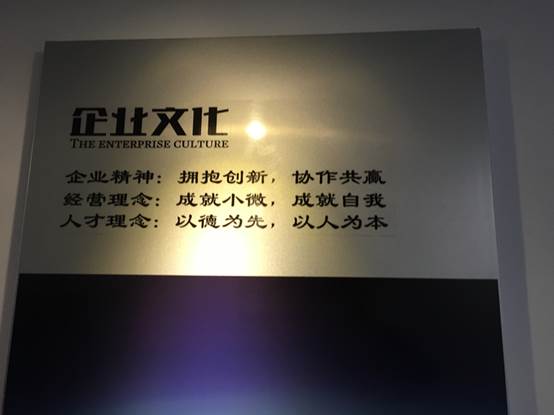 企业文化
THE ENTERPRISE CULTURE
企业精神：拥抱创新，协作共赢
经营理念：成就小微，成就自我
人才理念：以德为先，以人为本